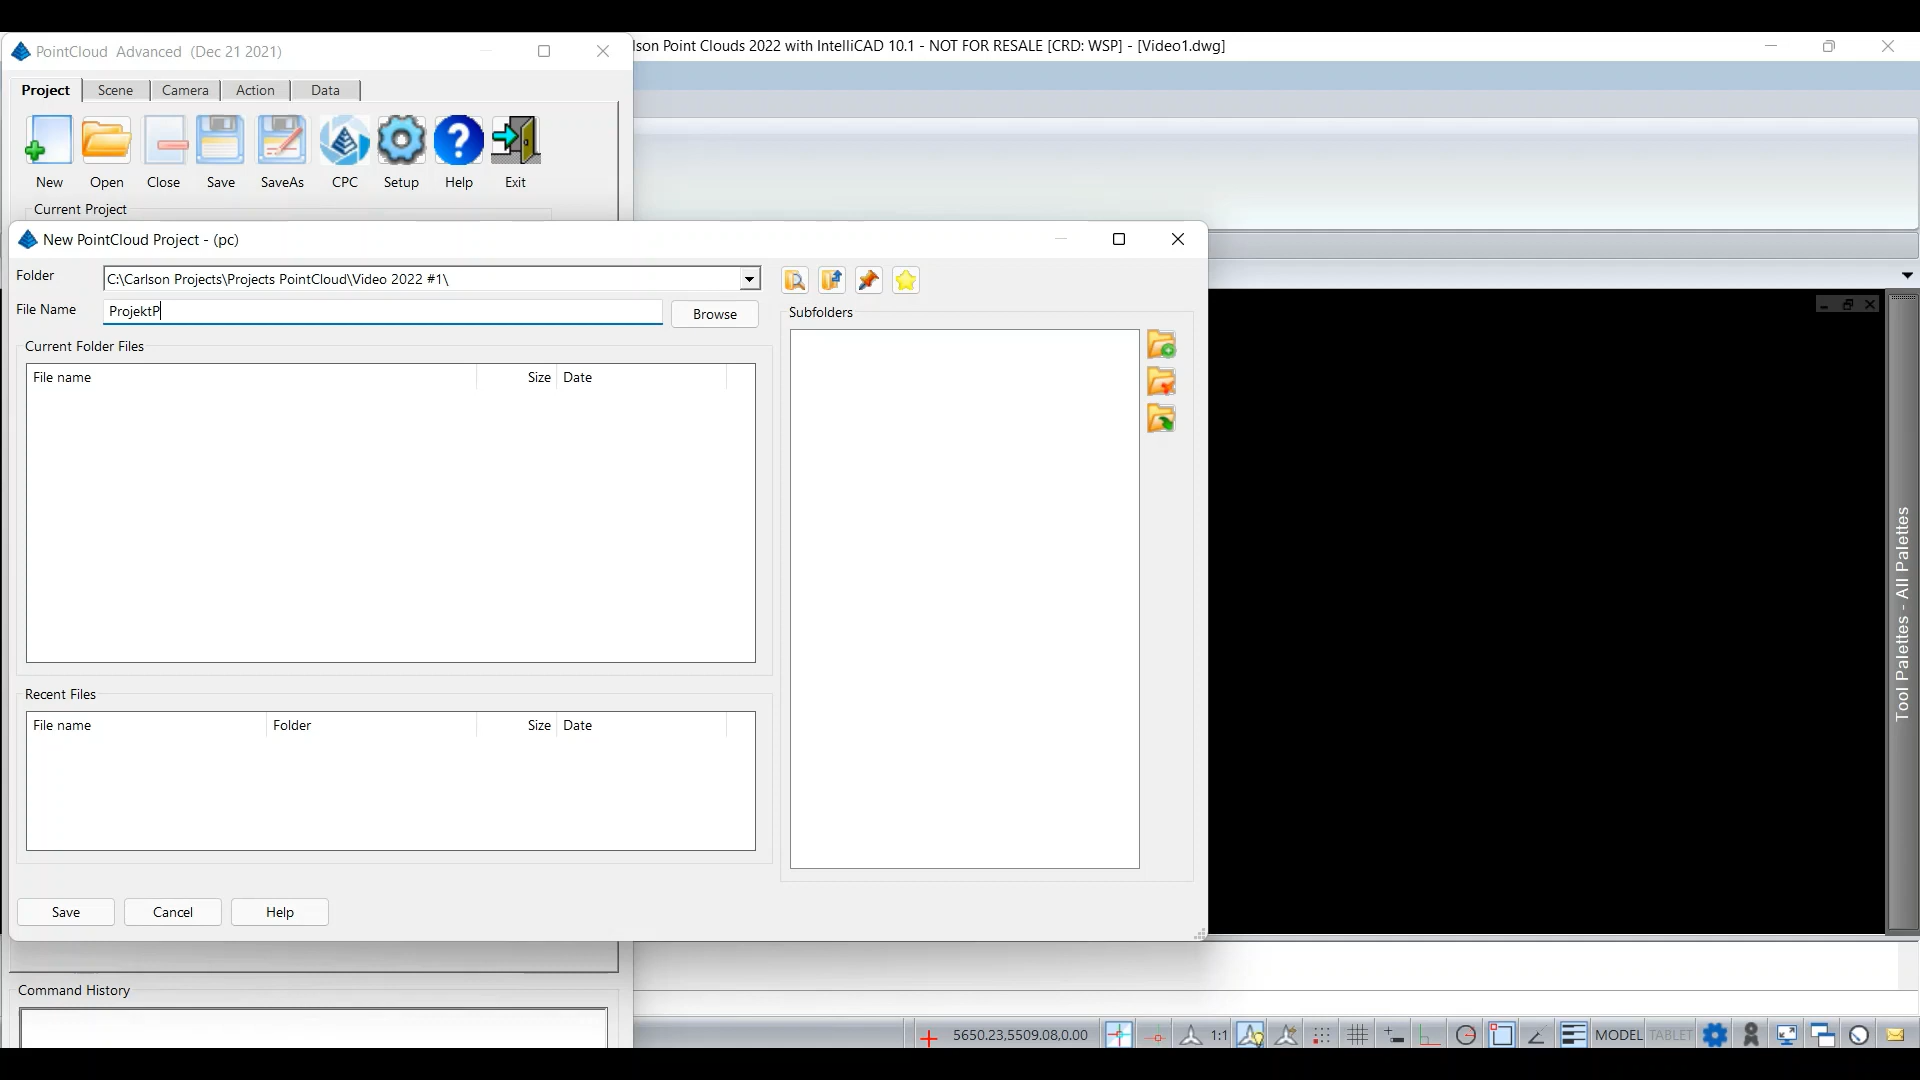 PointCloud Advanced (Dec 21 2021)
lson Point Clouds 2022 with IntelliCAD 10.1 - NOT FOR RESALE [CRD: WSP] - [Video1.dwg]
Project Scene Camera Action Data
New Open Close Save SaveAs CPC Setup Help Exit
Current Project
New PointCloud Project - (pc)
Folder C:\Carlson Projects\Projects PointCloud\Video 2022 #1\
File Name ProjektP Browse
Subfolders
Current Folder Files
File name Size Date
Recent Files
File name Folder Size Date
Save Cancel Help
Tool Palettes - All Palettes
Command History
5650.23,5509.08,0.00 1:1 MODEL TABLET